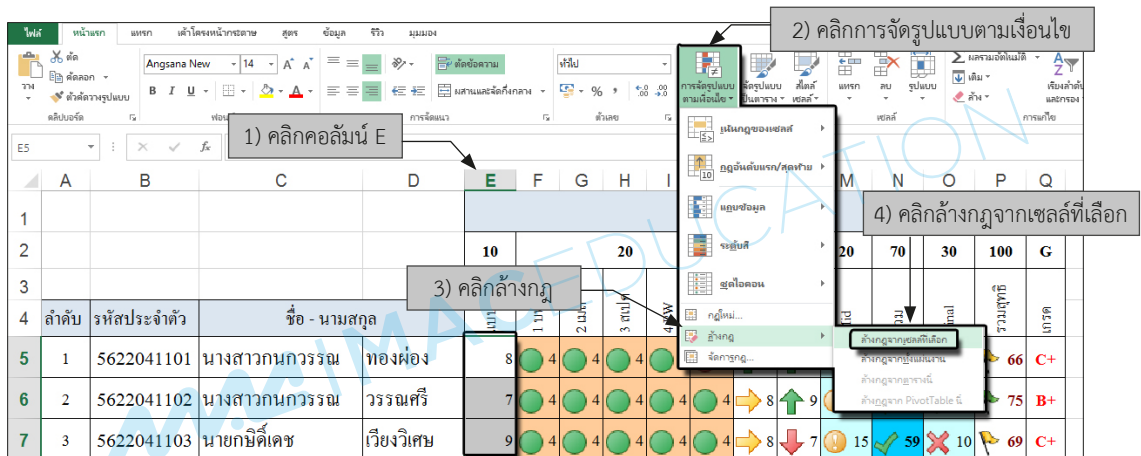 2) คลิกการจัดรูปแบบตามเงื่อนไข
ไฟล์ หน้าแรก แทรก เค้าโครงหน้ากระดาษ สูตร ข้อมูล รีวิว มุมมอง
ตัด
คัดลอก
ตัวคัดวางรูปแบบ
วาง
คลิปบอร์ด
Angsana New 14
B I U
ตัดข้อความ
ผสานและจัดกึ่งกลาง
การจัดแนว
ทั่วไป
ตัวเลข
การจัดรูปแบบ
ตามเงื่อนไข
จัดรูปแบบ
เป็นตาราง
สไตล์
เซลล์
แทรก ลบ รูปแบบ
เซลล์
ผลรวมอัตโนมัติ
เติม
ล้าง
เรียงลำดับ
และกรอง
การแก้ไข
1) คลิกคอลัมน์ E
E5
เน้นกฎของเซลล์
กฎอันดับแรก/สุดท้าย
แถบข้อมูล
ระดับสี
ชุดไอคอน
กฎใหม่...
ล้างกฎ
จัดการกฎ...
3) คลิกล้างกฎ
4) คลิกล้างกฎจากเซลล์ที่เลือก
ล้างกฎจากเซลล์ที่เลือก
ล้างกฎจากทั้งแผ่นงาน
ล้างกฎจากตารางนี้
ล้างกฎจาก PivotTable นี้
A B C D E F G H I M N O P Q
1
2 10 20 20 70 30 100 G
3
4 ลำดับ รหัสประจำตัว ชื่อ - นามสกุล รวมสุทธิ เกรด
5 1 5622041101 นางสาวกนกวรรณ ทองผ่อง 8 4 4 4 66 C+
6 2 5622041102 นางสาวกนกวรรณ วรรณศรี 7 4 4 4 4 4 8 9 75 B+
7 3 5622041103 นายกษิดิ์เดช เวียงวิเศษ 9 4 4 4 4 4 8 7 15 59 10 69 C+
IMAC EDUCATION